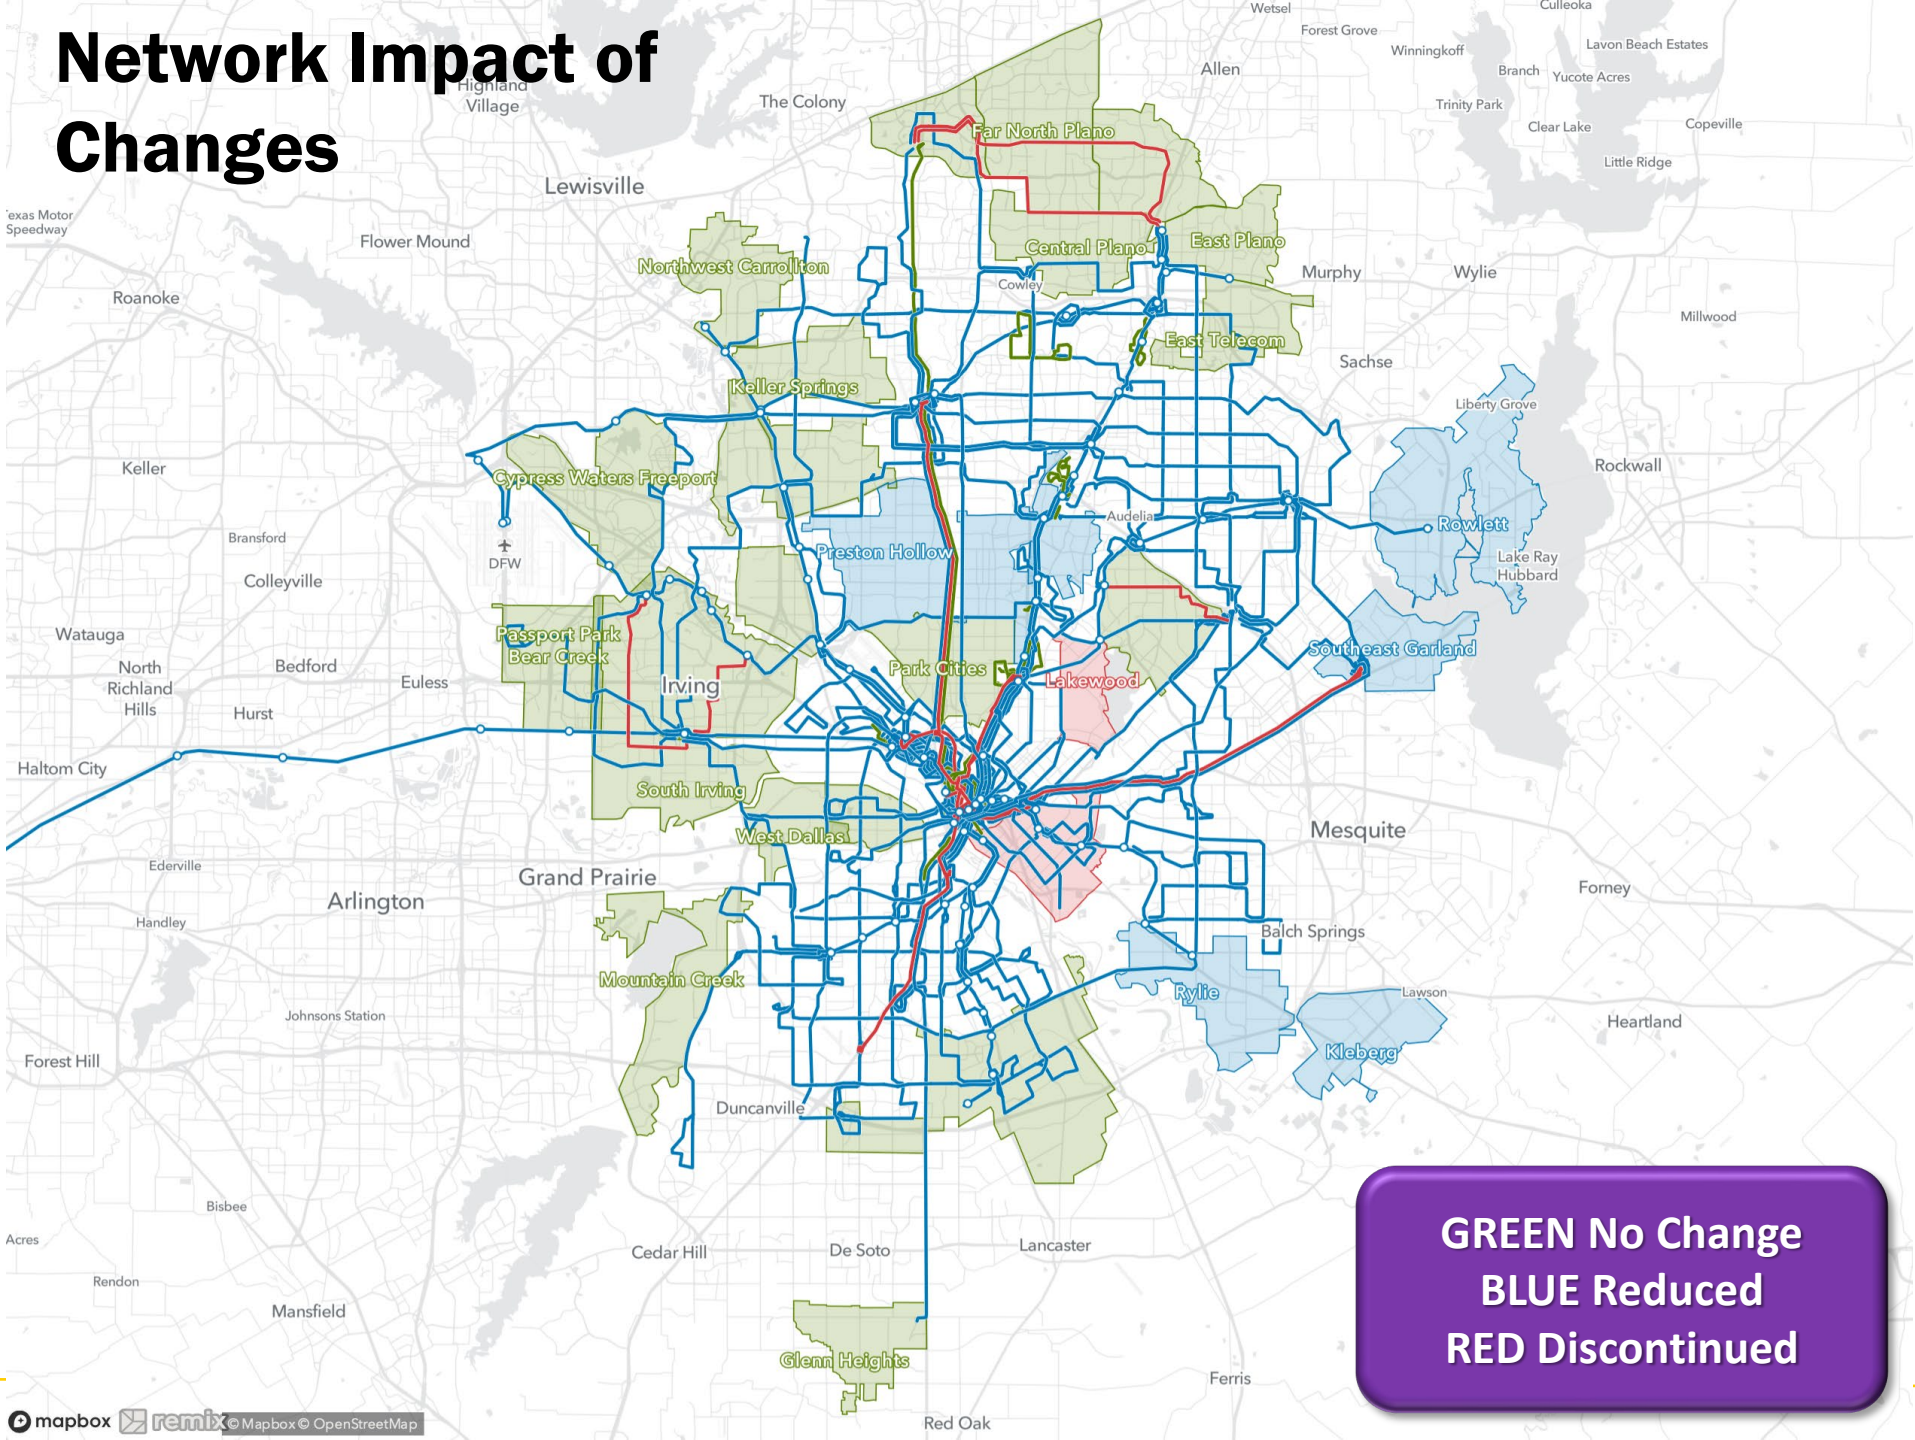 Network Impact of
Changes
Wetsel
Culleoka
Forest Grove
Winningkoff
Lavon Beach Estates
Allen
Branch
Yucote Acres
Highland
Village
The Colony
Trinity Park
Clear Lake
Copeville
Far North Plano
Little Ridge
Lewisville
Texas Motor
Speedway
Flower Mound
Central Plano
East Plano
Northwest Carrollton
Murphy
Wylie
Cowley
Roanoke
Millwood
East Telecom
Sachse
Keller Springs
Liberty Grove
Keller
Rockwall
Cypress Waters Freeport
Audelia
Rowlett
Bransford
Preston Hollow
DFW
Lake Ray
Hubbard
Colleyville
Watauga
Passport Park
Bear Creek
Southeast Garland
North
Richland
Hills
Bedford
Euless
Irving
Park Cities
Lakewood
Hurst
Haltom City
South Irving
West Dallas
Mesquite
Ederville
Grand Prairie
Arlington
Forney
Handley
Balch Springs
Mountain Creek
Rylie
Lawson
Johnsons Station
Heartland
Forest Hill
Kleberg
Duncanville
Bisbee
Acres
Cedar Hill
De Soto
Lancaster
Rendon
Mansfield
Glenn Heights
Ferris
Red Oak
GREEN No Change
BLUE Reduced
RED Discontinued
mapbox remix © Mapbox © OpenStreetMap